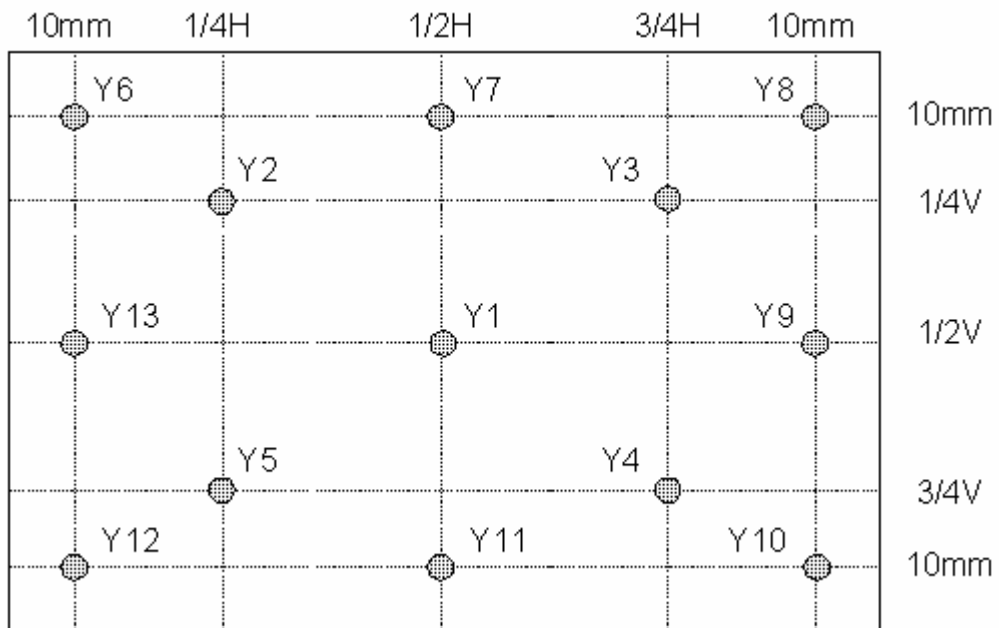 10mm 1/4H 1/2H 3/4H 10mm
Y6 Y7 Y8
10mm
Y2 Y3
1/4V
Y13 Y1 Y9
1/2V
Y5 Y4
3/4V
Y12 Y11 Y10
10mm